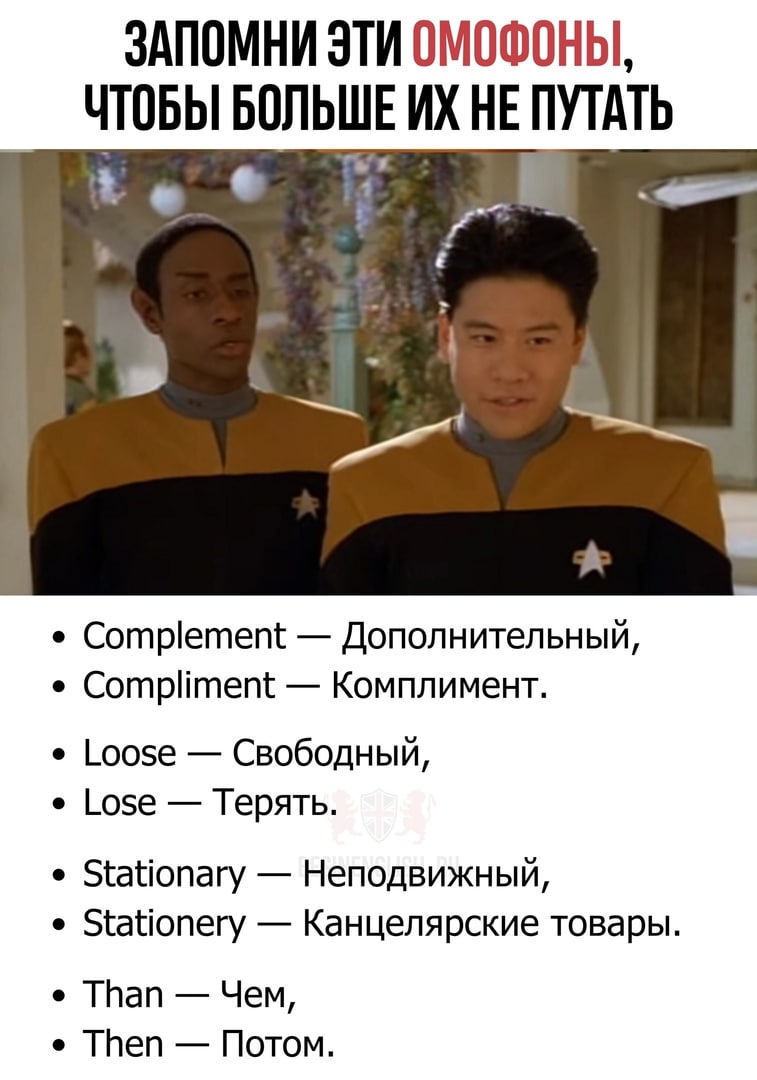 ЗАПОМНИ ЭТИ ОМОФОНЫ,
ЧТОБЫ БОЛЬШЕ ИХ НЕ ПУТАТЬ
• Complement — Дополнительный,
• Compliment — Комплимент.
• Loose — Свободный,
• Lose — Терять.
• Stationary — Неподвижный,
• Stationery — Канцелярские товары.
• Than — Чем,
• Then — Потом.